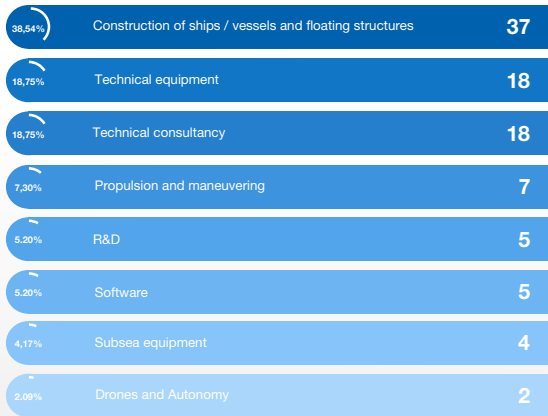 38,54% Construction of ships / vessels and floating structures 37
18,75% Technical equipment 18
18,75% Technical consultancy 18
7,30% Propulsion and maneuvering 7
5.20% R&D 5
5.20% Software 5
4,17% Subsea equipment 4
2.09% Drones and Autonomy 2